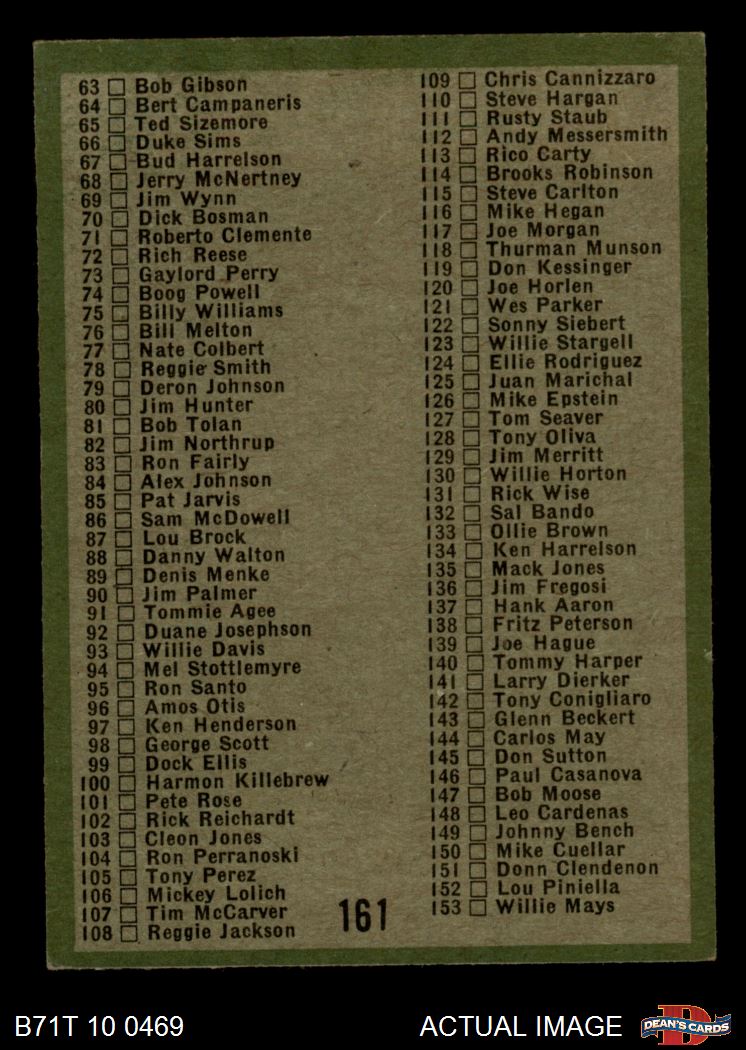 63 Bob Gibson
64 Bert Campaneris
65 Ted Sizemore
66 Duke Sims
67 Bud Harrelson
68 Jerry McNertney
69 Jim Wynn
70 Dick Bosman
71 Roberto Clemente
72 Rich Reese
73 Gaylord Perry
74 Boog Powell
75 Billy Williams
76 Bill Melton
77 Nate Colbert
78 Reggie Smith
79 Deron Johnson
80 Jim Hunter
81 Bob Tolan
82 Jim Northrup
83 Ron Fairly
84 Alex Johnson
85 Pat Jarvis
86 Sam McDowell
87 Lou Brock
88 Danny Walton
89 Denis Menke
90 Jim Palmer
91 Tommie Agee
92 Duane Josephson
93 Willie Davis
94 Mel Stottlemyre
95 Ron Santo
96 Amos Otis
97 Ken Henderson
98 George Scott
99 Dock Ellis
100 Harmon Killebrew
101 Pete Rose
102 Rick Reichardt
103 Cleon Jones
104 Ron Perranoski
105 Tony Perez
106 Mickey Lolich
107 Tim McCarver
108 Reggie Jackson
161
109 Chris Cannizzaro
110 Steve Hargan
111 Rusty Staub
112 Andy Messersmith
113 Rico Carty
114 Brooks Robinson
115 Steve Carlton
116 Mike Hegan
117 Joe Morgan
118 Thurman Munson
119 Don Kessinger
120 Joe Horlen
121 Wes Parker
122 Sonny Siebert
123 Willie Stargell
124 Ellie Rodriguez
125 Juan Marichal
126 Mike Epstein
127 Tom Seaver
128 Tony Oliva
129 Jim Merritt
130 Willie Horton
131 Rick Wise
132 Sal Bando
133 Ollie Brown
134 Ken Harrelson
135 Mack Jones
136 Jim Fregosi
137 Hank Aaron
138 Fritz Peterson
139 Joe Hague
140 Tommy Harper
141 Larry Dierker
142 Tony Conigliaro
143 Glenn Beckert
144 Carlos May
145 Don Sutton
146 Paul Casanova
147 Bob Moose
148 Leo Cardenas
149 Johnny Bench
150 Mike Cuellar
151 Donn Clendenon
152 Lou Piniella
153 Willie Mays
B71T 10 0469
ACTUAL IMAGE
D
DEAN'S CARDS